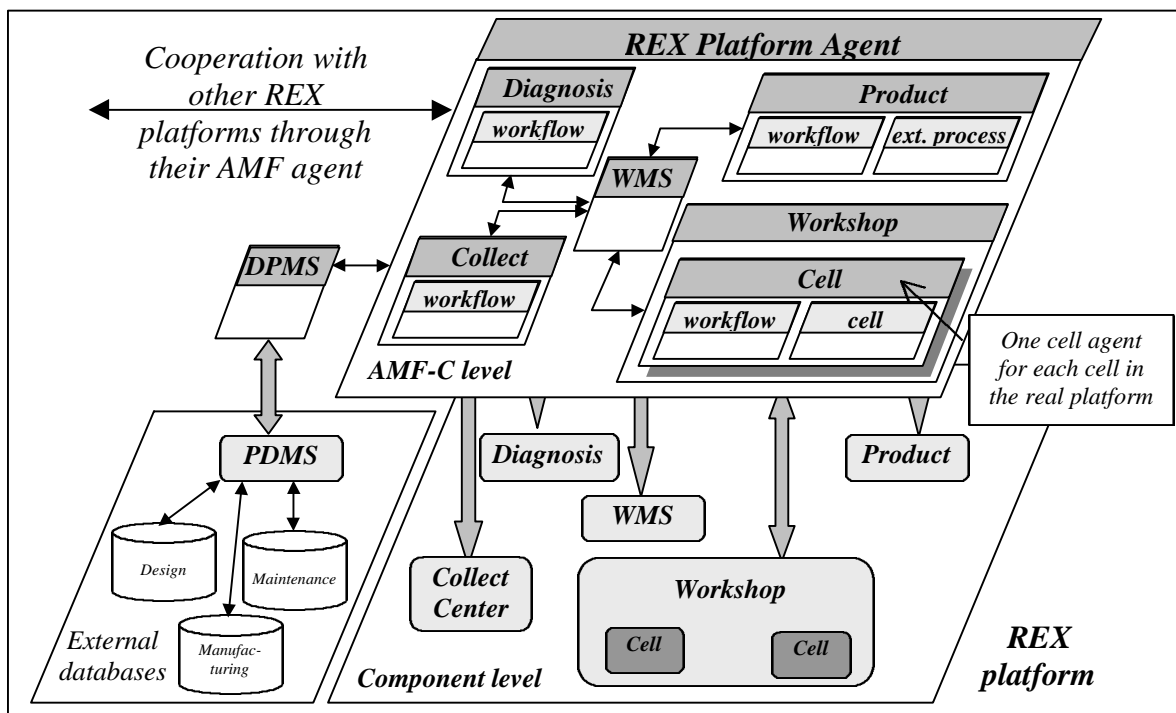 REX Platform Agent
Cooperation with
other REX
platforms through
their AMF agent
Diagnosis
workflow
Product
workflow
ext. process
WMS
Workshop
Cell
workflow
cell
DPMS
Collect
workflow
AMF-C level
One cell agent
for each cell in
the real platform
PDMS
Design
Maintenance
Manufac-
turing
External
databases
Diagnosis
Product
WMS
Collect
Center
Workshop
Cell
Cell
Component level
REX
platform